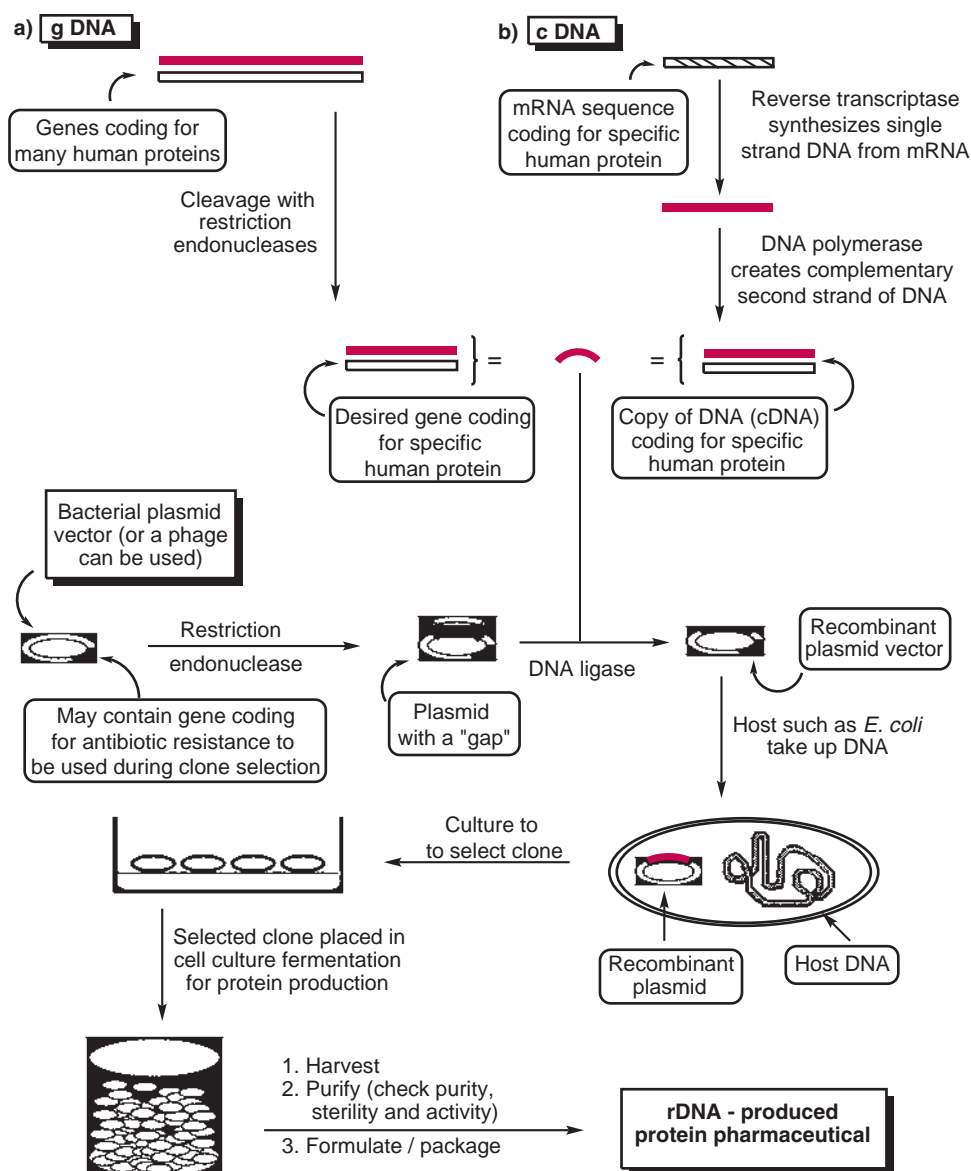 a) g DNA
Genes coding for
many human proteins
Cleavage with
restriction
endonucleases
b) c DNA
mRNA sequence
coding for specific
human protein
Reverse transcriptase
synthesizes single
strand DNA from mRNA
DNA polymerase
creates complementary
second strand of DNA
} =
= {
Desired gene coding
for specific
human protein
Copy of DNA (cDNA)
coding for specific
human protein
Bacterial plasmid
vector (or a phage
can be used)
Restriction
endonuclease
May contain gene coding
for antibiotic resistance to
be used during clone selection
Plasmid
with a "gap"
DNA ligase
Recombinant
plasmid vector
Host such as E. coli
take up DNA
Recombinant
plasmid
Host DNA
Culture to
to select clone
Selected clone placed in
cell culture fermentation
for protein production
1. Harvest
2. Purify (check purity,
sterility and activity)
3. Formulate / package
rDNA - produced
protein pharmaceutical